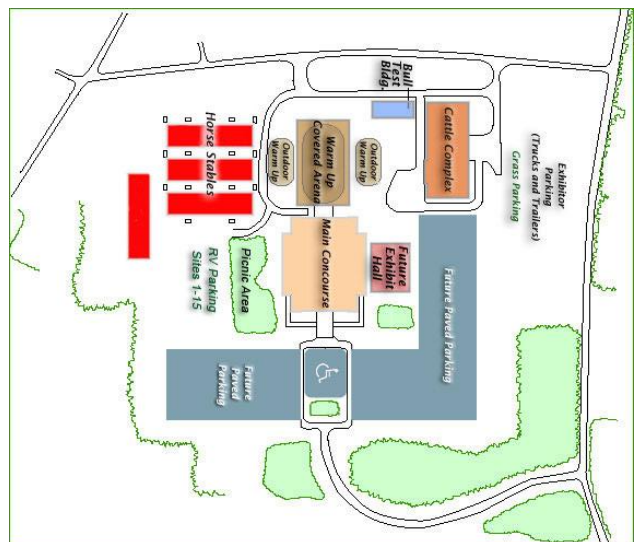 Bull
Test
Bldg.
Cattle Complex
Exhibitor
Parking
(Trucks and Trailers)
Grass Parking
Horse Stables
Outdoor
Warm Up
Warm Up
Covered Arena
Outdoor
Warm Up
Main Concourse
Future
Exhibit
Hall
Future Paved Parking
Picnic Area
RV Parking
Sites 1-15
Future
Paved
Parking